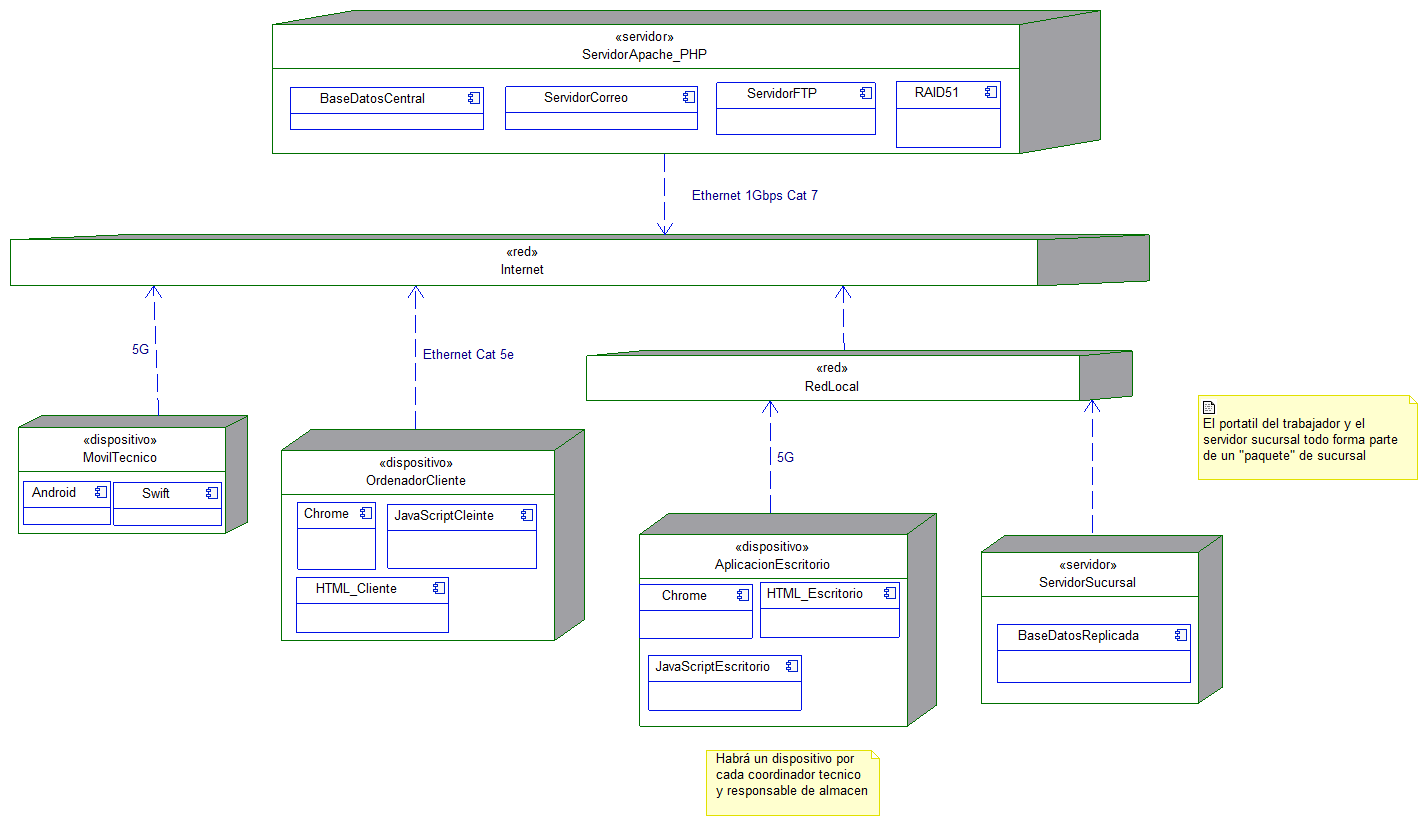 «servidor»
ServidorApache_PHP
BaseDatosCentral
ServidorCorreo
ServidorFTP
RAID51
Ethernet 1Gbps Cat 7
«red»
Internet
5G
Ethernet Cat 5e
«red»
RedLocal
El portatil del trabajador y el
servidor sucursal todo forma parte
de un "paquete" de sucursal
«dispositivo»
MovilTecnico
Android
Swift
«dispositivo»
OrdenadorCliente
Chrome
JavaScriptCleinte
HTML_Cliente
5G
«dispositivo»
AplicacionEscritorio
Chrome
HTML_Escritorio
JavaScriptEscritorio
«servidor»
ServidorSucursal
BaseDatosReplicada
Habrá un dispositivo por
cada coordinador tecnico
y responsable de almacen